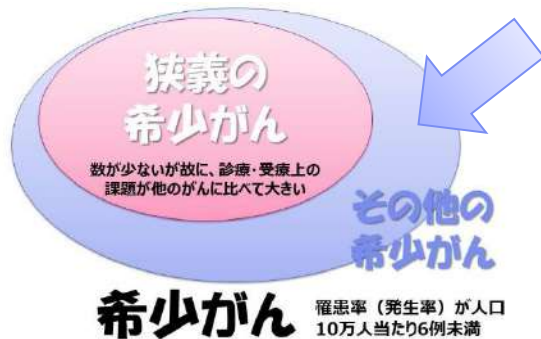 狭義の
希少がん
数が少ないが故に、診療・受療上の
課題が他のがんに比べて大きい
その他の
希少がん
希少がん
罹患率（発生率）が人口
10万人当たり6例未満